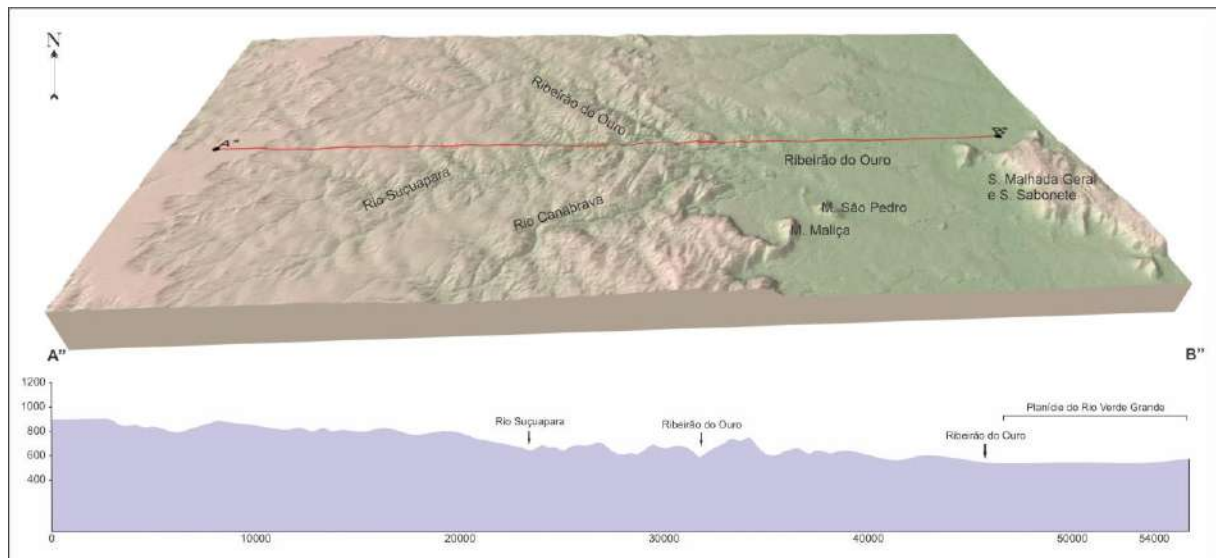 N
Ribeirão do Ouro
A"
B"
Ribeirão do Ouro
Rio Suçuapara
S. Malhada Geral
e S. Sabonete
Rio Canabrava
M. São Pedro
M. Maliça
A"
B"
1200
1000
800
600
400
Rio Suçuapara
Ribeirão do Ouro
Ribeirão do Ouro
Planície do Rio Verde Grande
0
10000
20000
30000
40000
50000
54000